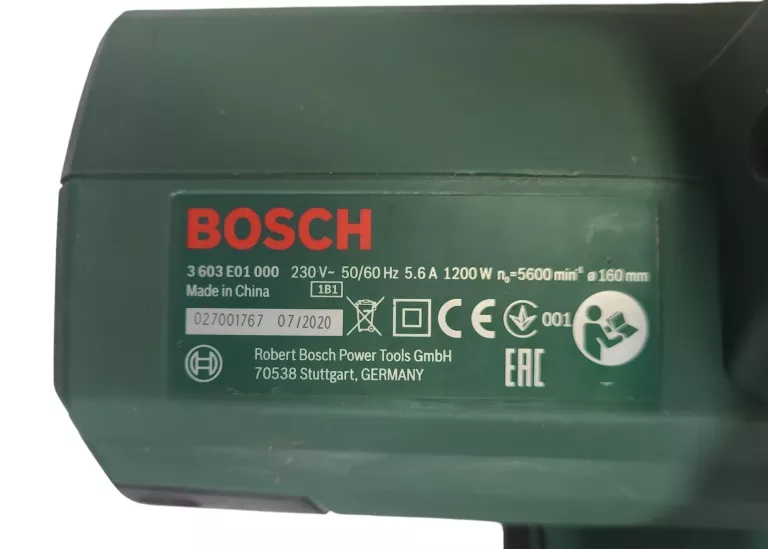 BOSCH
3 603 E01 000 230 V~ 50/60 Hz 5.6 A 1200 W n₀=5600 min⁻¹ ø 160 mm
Made in China 1B1
027001767 07/2020
CE 001
Robert Bosch Power Tools GmbH
70538 Stuttgart, GERMANY
EAC